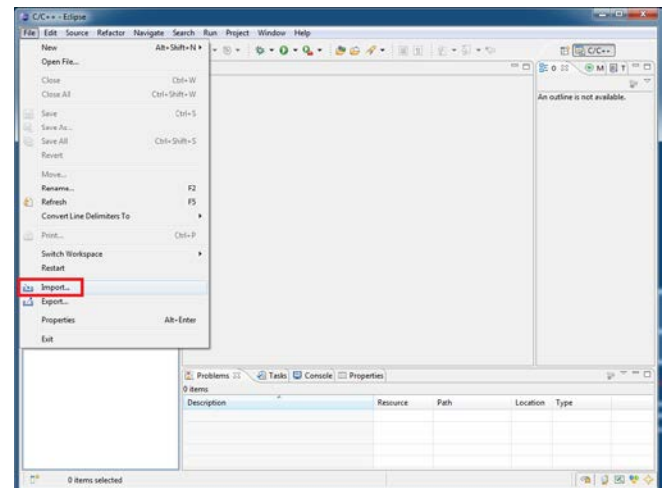 C/C++ - Eclipse
File Edit Source Refactor Navigate Search Run Project Window Help
New Alt+Shift+N
Open File...
C/C++
Close Ctrl+W
Close All Ctrl+Shift+W
Save Ctrl+S
Save As...
Save All Ctrl+Shift+S
Revert
Move...
Rename... F2
Refresh F5
Convert Line Delimiters To
Print... Ctrl+P
Switch Workspace
Restart
Import...
Export...
Properties Alt+Enter
Exit
O M T
An outline is not available.
Problems Tasks Console Properties
0 items
Description Resource Path Location Type
0 items selected